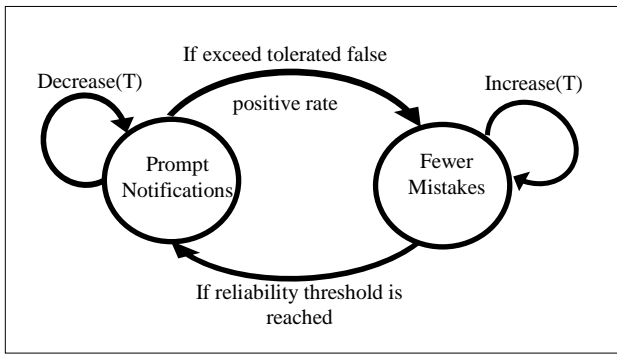 If exceed tolerated false
positive rate
Decrease(T)
Increase(T)
Prompt
Notifications
Fewer
Mistakes
If reliability threshold is
reached